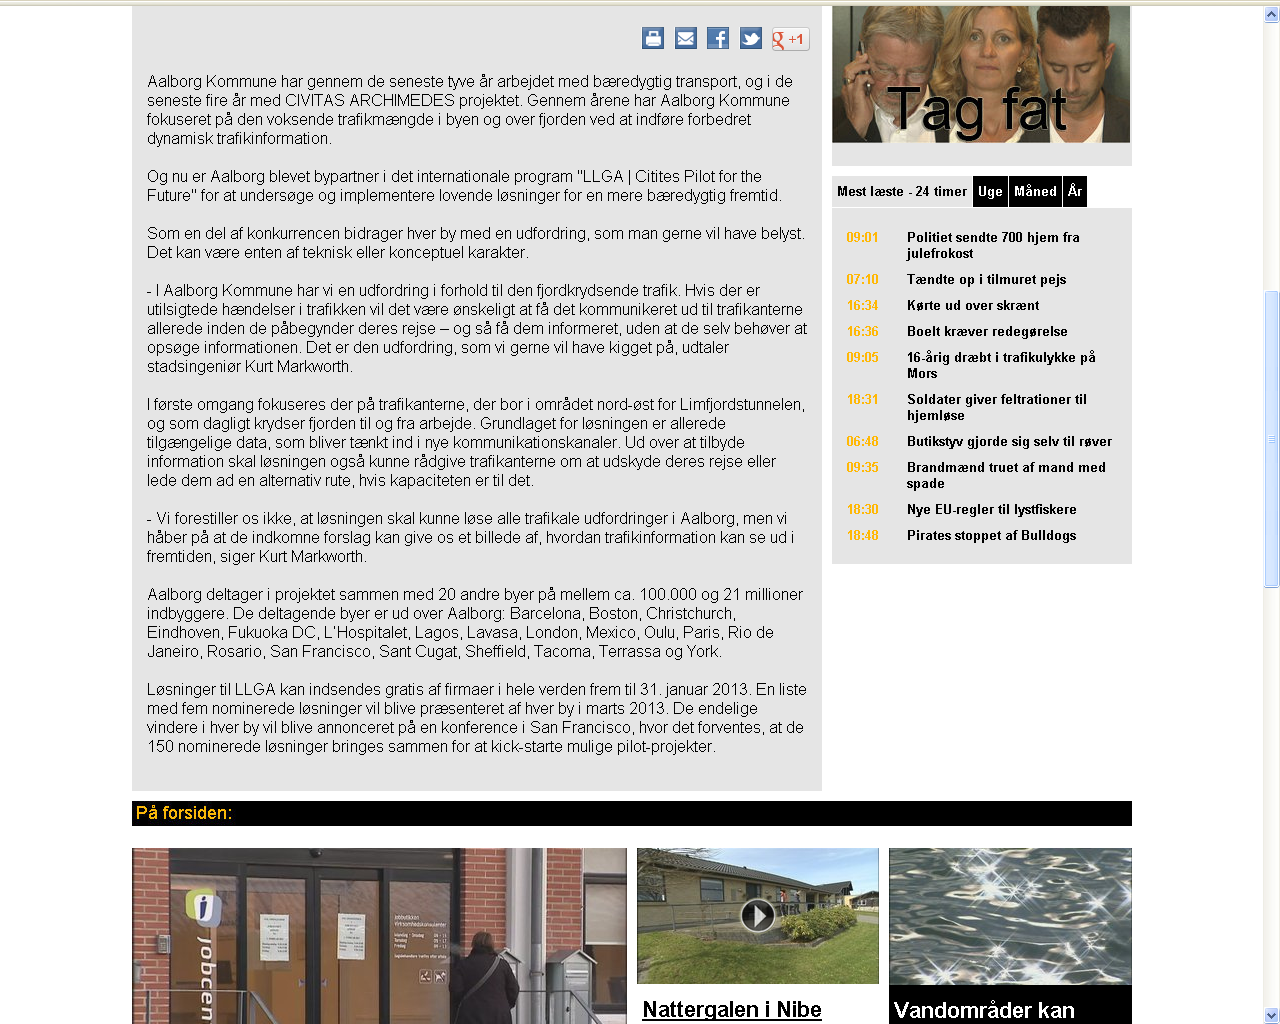 g +1
Aalborg Kommune har gennem de seneste tyve år arbejdet med bæredygtig transport, og i de
seneste fire år med CIVITAS ARCHIMEDES projektet. Gennem årene har Aalborg Kommune
fokuseret på den voksende trafikmængde i byen og over fjorden ved at indføre forbedret
dynamisk trafikinformation.
Og nu er Aalborg blevet bypartner i det internationale program "LLGA | Citites Pilot for the
Future" for at undersøge og implementere lovende løsninger for en mere bæredygtig fremtid.
Som en del af konkurrencen bidrager hver by med en udfordring, som man gerne vil have belyst.
Det kan være enten af teknisk eller konceptuel karakter.
- I Aalborg Kommune har vi en udfordring i forhold til den fjordkrydsende trafik. Hvis der er
utilsigtede hændelser i trafikken vil det være ønskeligt at få det kommunikeret ud til trafikanterne
allerede inden de påbegynder deres rejse – og så få dem informeret, uden at de selv behøver at
opsøge informationen. Det er den udfordring, som vi gerne vil have kigget på, udtaler
stadsingeniør Kurt Markworth.
I første omgang fokuseres der på trafikanterne, der bor i området nord-øst for Limfjordstunnelen,
og som dagligt krydser fjorden til og fra arbejde. Grundlaget for løsningen er allerede
tilgængelige data, som bliver tænkt ind i nye kommunikationskanaler. Ud over at tilbyde
information skal løsningen også kunne rådgive trafikanterne om at udskyde deres rejse eller
lede dem ad en alternativ rute, hvis kapaciteten er til det.
- Vi forestiller os ikke, at løsningen skal kunne løse alle trafikale udfordringer i Aalborg, men vi
håber på at de indkomne forslag kan give os et billede af, hvordan trafikinformation kan se ud i
fremtiden, siger Kurt Markworth.
Aalborg deltager i projektet sammen med 20 andre byer på mellem ca. 100.000 og 21 millioner
indbyggere. De deltagende byer er ud over Aalborg: Barcelona, Boston, Christchurch,
Eindhoven, Fukuoka DC, L'Hospitalet, Lagos, Lavasa, London, Mexico, Oulu, Paris, Rio de
Janeiro, Rosario, San Francisco, Sant Cugat, Sheffield, Tacoma, Terrassa og York.
Løsninger til LLGA kan indsendes gratis af firmaer i hele verden frem til 31. januar 2013. En liste
med fem nominerede løsninger vil blive præsenteret af hver by i marts 2013. De endelige
vindere i hver by vil blive annonceret på en konference i San Francisco, hvor det forventes, at de
150 nominerede løsninger bringes sammen for at kick-starte mulige pilot-projekter.
Tag fat
Mest læste - 24 timer Uge Måned År
09:01 Politiet sendte 700 hjem fra
julefrokost
07:10 Tændte op i tilmuret pejs
16:34 Kørte ud over skrænt
16:36 Boelt kræver redegørelse
09:05 16-årig dræbt i trafikulykke på
Mors
18:31 Soldater giver feltrationer til
hjemløse
06:48 Butikstyv gjorde sig selv til røver
09:35 Brandmænd truet af mand med
spade
18:30 Nye EU-regler til lystfiskere
18:48 Pirates stoppet af Bulldogs
På forsiden:
jobcen
Nattergalen i Nibe
Vandområder kan